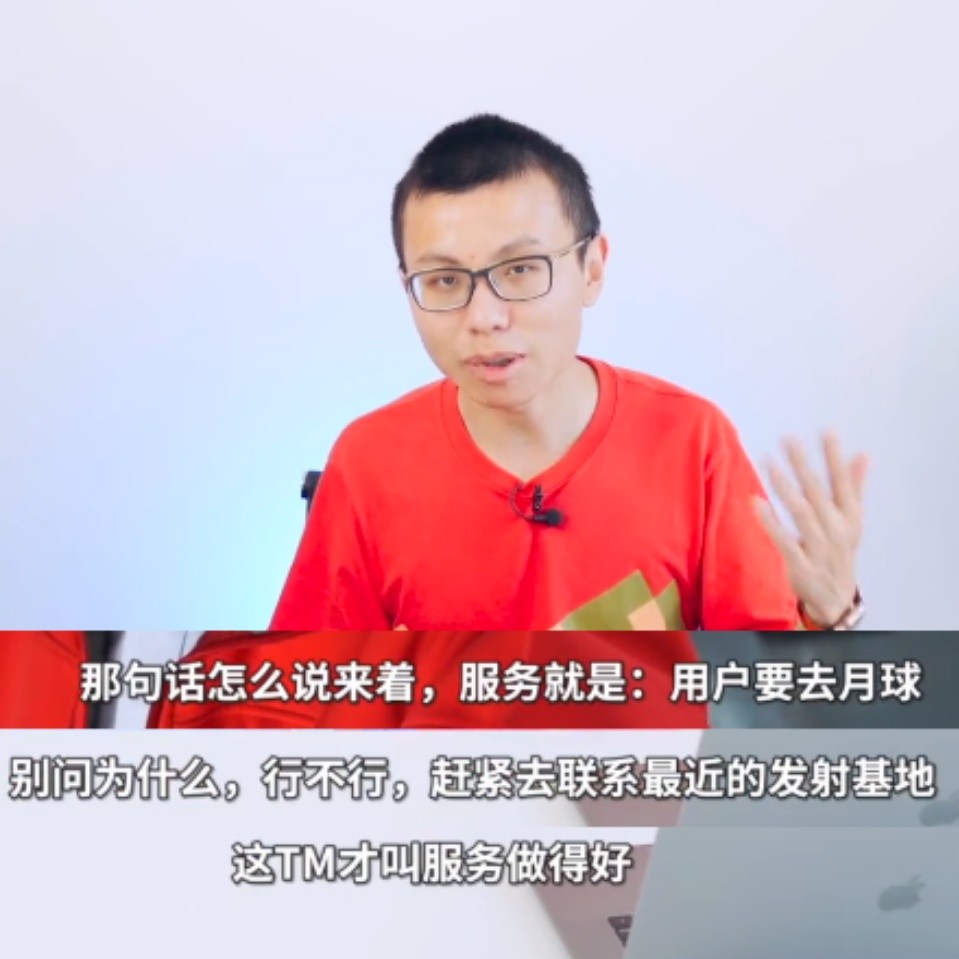 那句话怎么说来着，服务就是：用户要去月球
别问为什么，行不行，赶紧去联系最近的发射基地
这TM才叫服务做得好